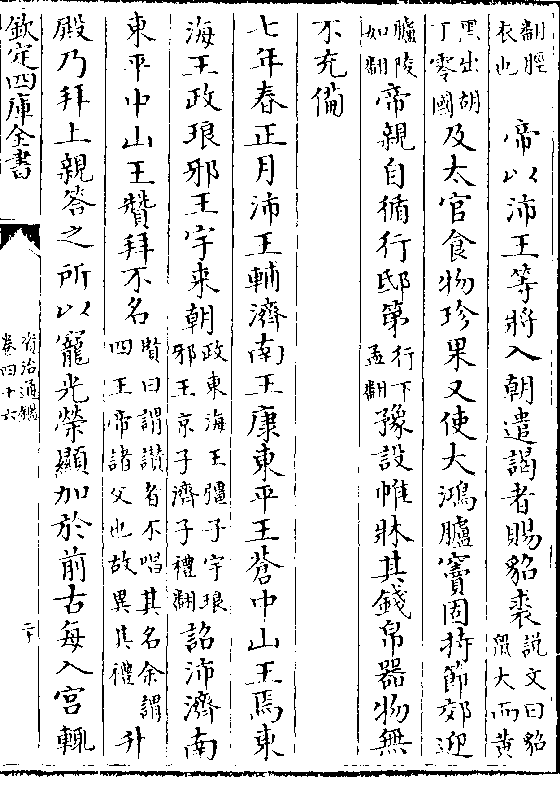 翻脛衣也　帝以沛王等將入朝遣謁者賜貂裘說文曰貂鼠大而黄
黑出胡丁零國及太官食物珍果又使大鴻臚竇固持節郊迎
臚陵如翻帝親自循行邸第行下孟翻豫設帷牀其錢帛器物無
不充備
七年春正月沛王輔濟南王康東平王蒼中山王焉東
海王政琅邪王宇來朝政東海王彊子宇琅邪王京子濟子禮翻詔沛濟南
東平中山王贊拜不名賢曰謂讃者不唱其名余謂四王帝諸父也故異其禮升
殿乃拜上親答之所以寵光榮顯加於前古每入宫輒
欽定四庫全書
資治通鑑
卷四十六
二十